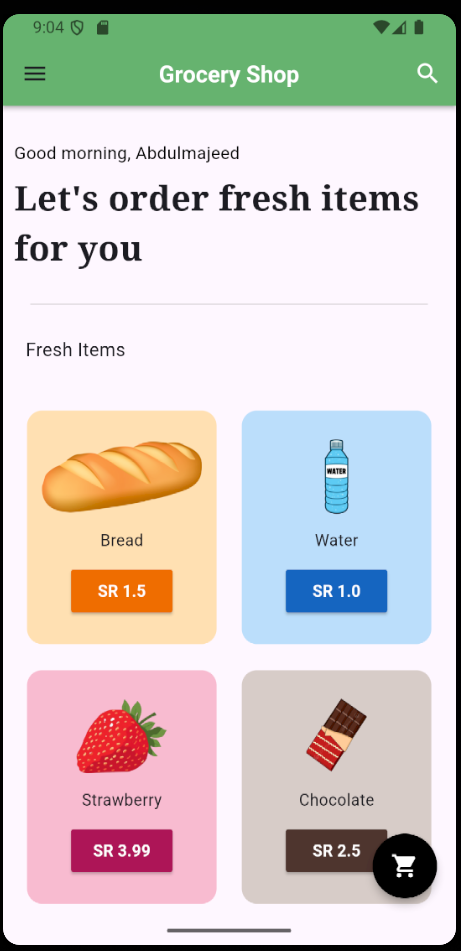 9:04
Grocery Shop
Good morning, Abdulmajeed
Let's order fresh items
for you
Fresh Items
WATER
Bread
Water
SR 1.5
SR 1.0
Strawberry
Chocolate
SR 3.99
SR 2.5